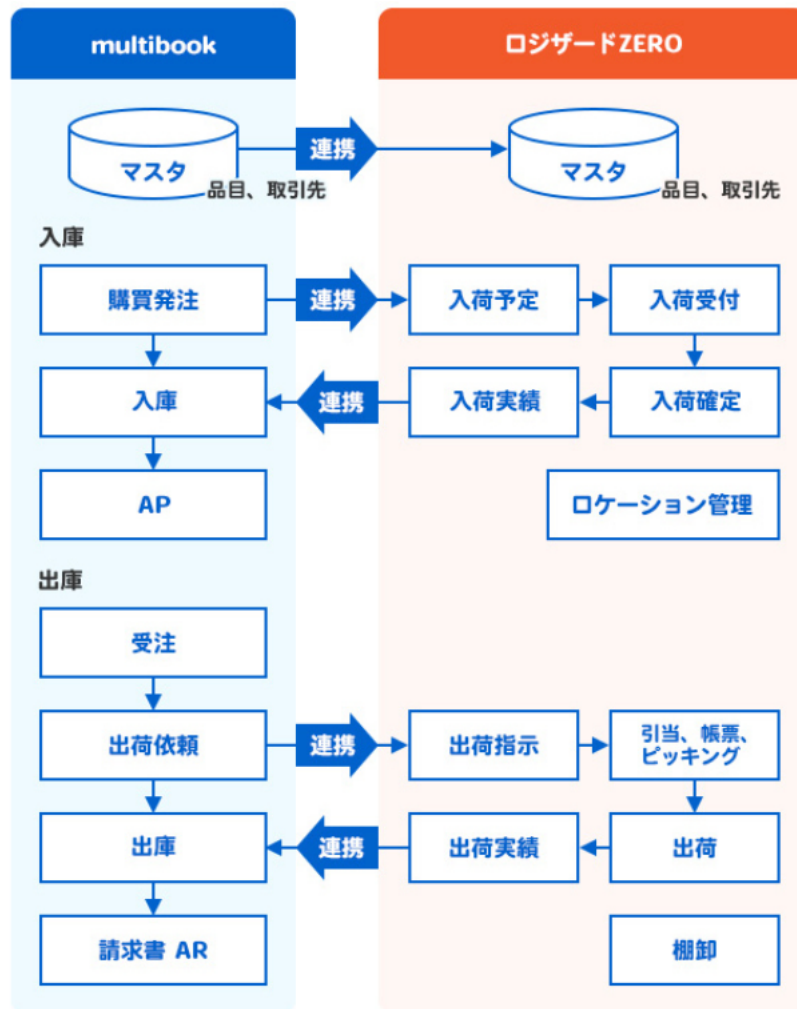 multibook
ロジザードZERO
マスタ
品目、取引先
連携
マスタ
品目、取引先
入庫
購買発注
連携
入荷予定
入荷受付
入庫
連携
入荷実績
入荷確定
AP
ロケーション管理
出庫
受注
出荷依頼
連携
出荷指示
引当、帳票、
ピッキング
出庫
連携
出荷実績
出荷
請求書 AR
棚卸